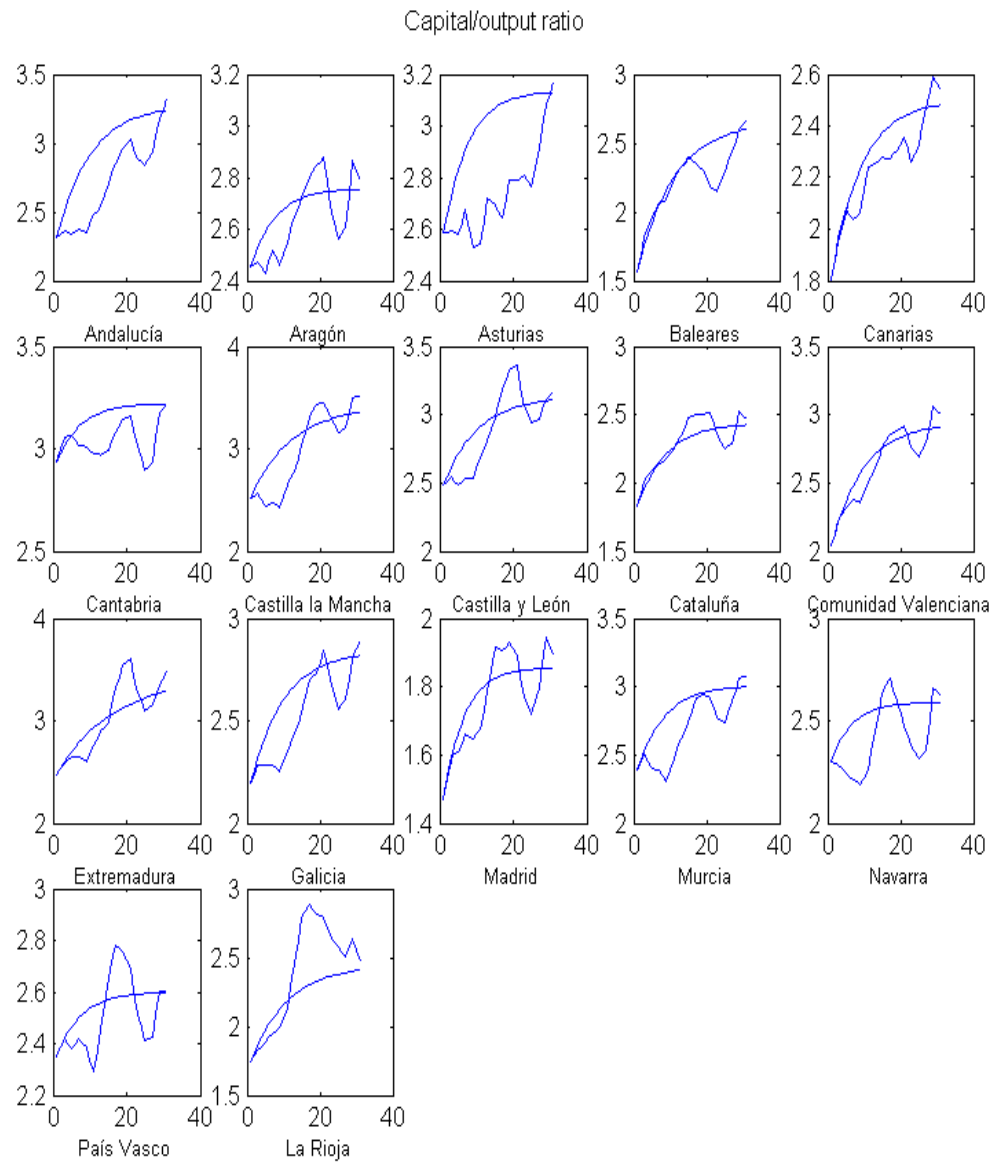 Capital/output ratio
3.5 3.2 3.2 3 2.6
3 3 2.4
3 2.5
2.8 2.8 2.2
2.5 2
2.6 2.6 2
2 2.4 2.4 1.5 1.8
0 20 40 0 20 40 0 20 40 0 20 40 0 20 40
Andalucía Aragón Asturias Baleares Canarias
3.5 4 3.5 3 3.5
3 2.5 3
3 3
2.5 2 2.5
2.5 2 2 1.5 2
0 20 40 0 20 40 0 20 40 0 20 40 0 20 40
Cantabria Castilla la Mancha Castilla y León Cataluña Comunidad Valenciana
4 3 2 3.5 3
1.8 3
3 2.5 2.5
1.6 2.5
2 2 1.4 2 2
0 20 40 0 20 40 0 20 40 0 20 40 0 20 40
Extremadura Galicia Madrid Murcia Navarra
3 3
2.8
2.5
2.6
2
2.4
2.2 1.5
0 20 40 0 20 40
País Vasco La Rioja